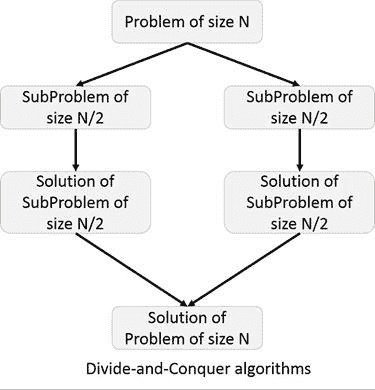 Problem of size N
SubProblem of
size N/2
SubProblem of
size N/2
Solution of
SubProblem of
size N/2
Solution of
SubProblem of
size N/2
Solution of
Problem of size N
Divide-and-Conquer algorithms